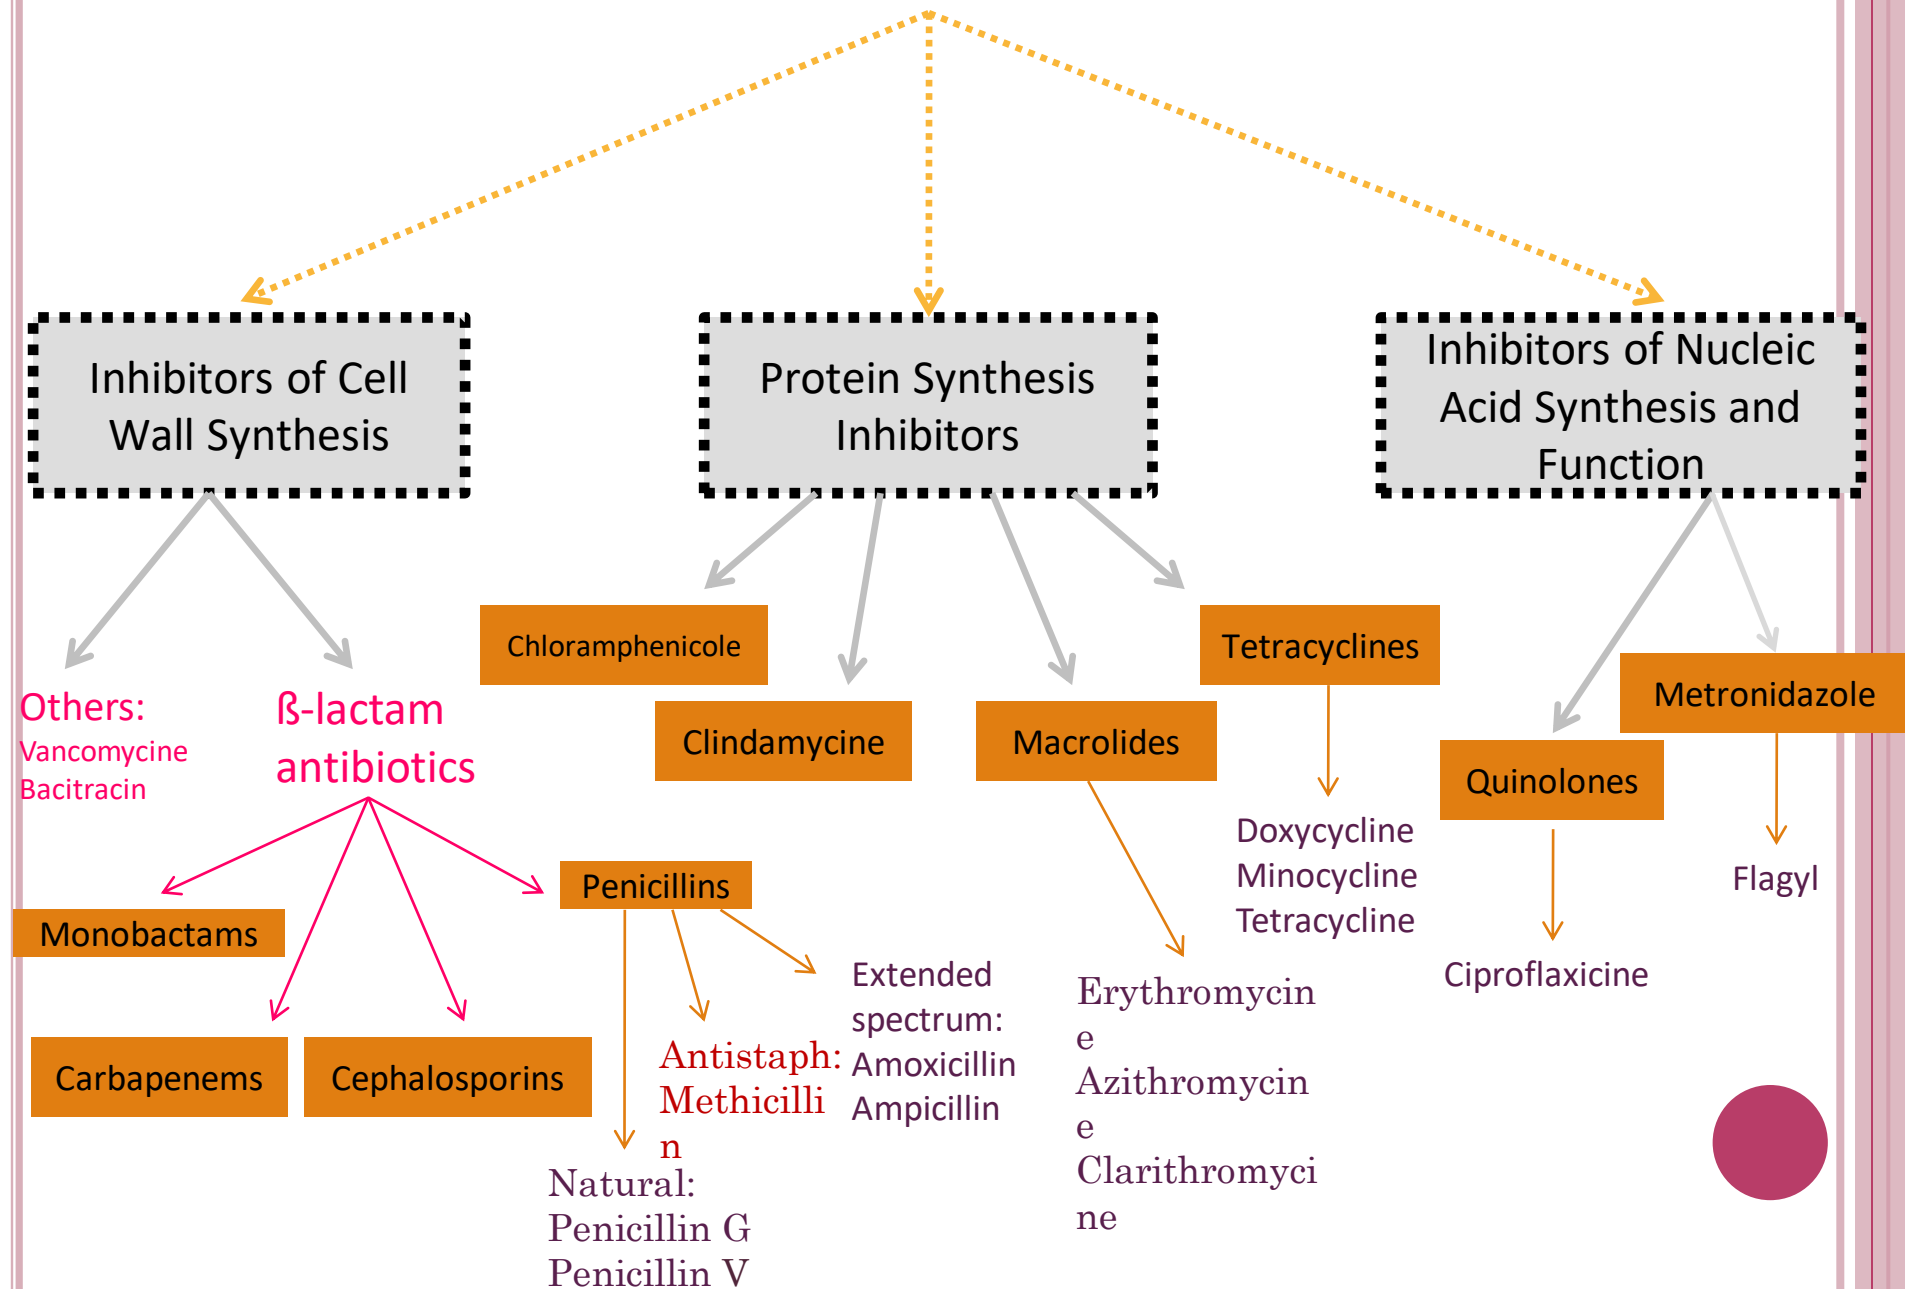 Inhibitors of Cell
Wall Synthesis
Protein Synthesis
Inhibitors
Inhibitors of Nucleic
Acid Synthesis and
Function
Others:
Vancomycine
Bacitracin
ß-lactam
antibiotics
Chloramphenicole
Clindamycine
Macrolides
Tetracyclines
Metronidazole
Quinolones
Monobactams
Carbapenems
Cephalosporins
Penicillins
Natural:
Penicillin G
Penicillin V
Antistaph:
Methicilli
n
Extended
spectrum:
Amoxicillin
Ampicillin
Erythromycin
e
Azithromycin
e
Clarithromyci
ne
Doxycycline
Minocycline
Tetracycline
Ciproflaxicine
Flagyl